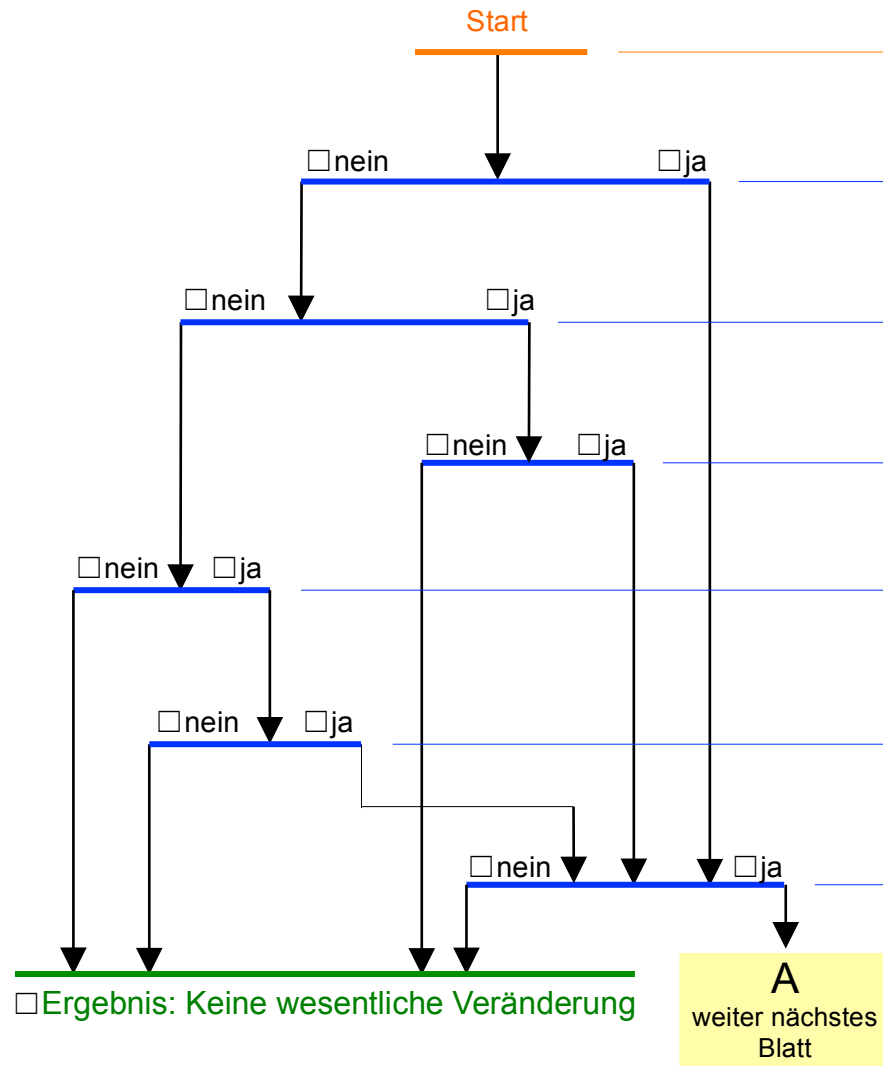 Start
□nein □ja
□nein □ja
□nein □ja
□nein □ja
□nein □ja
□nein □ja
□Ergebnis: Keine wesentliche Veränderung
A
weiter nächstes
Blatt